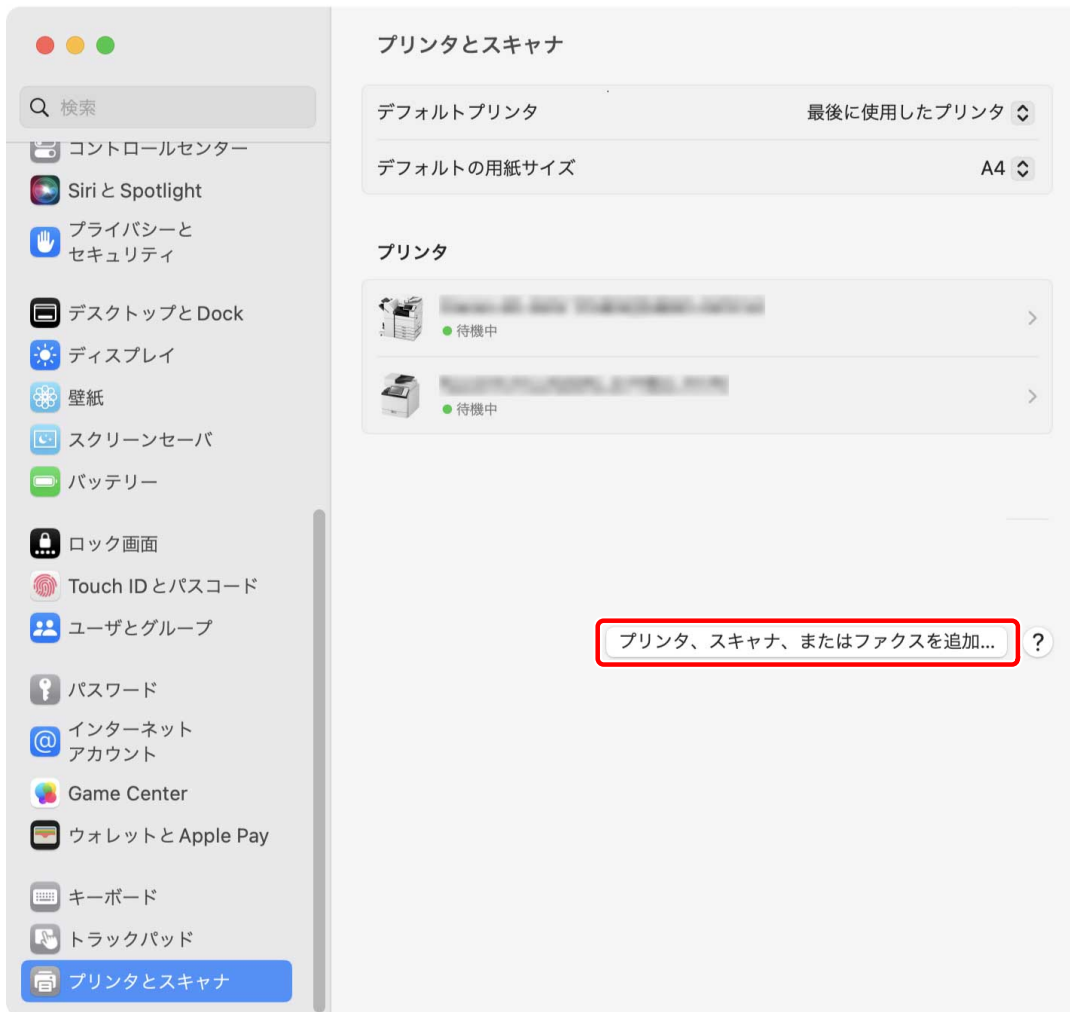 プリンタとスキャナ
検索
デフォルトプリンタ
最後に使用したプリンタ
デフォルトの用紙サイズ
A4
コントロールセンター
Siri と Spotlight
プライバシーと
セキュリティ
プリンタ
デスクトップと Dock
待機中
ディスプレイ
壁紙
待機中
スクリーンセーバ
バッテリー
ロック画面
Touch ID とパスコード
ユーザとグループ
プリンタ、スキャナ、またはファクスを追加...
?
パスワード
インターネット
アカウント
Game Center
ウォレットと Apple Pay
キーボード
トラックパッド
プリンタとスキャナ